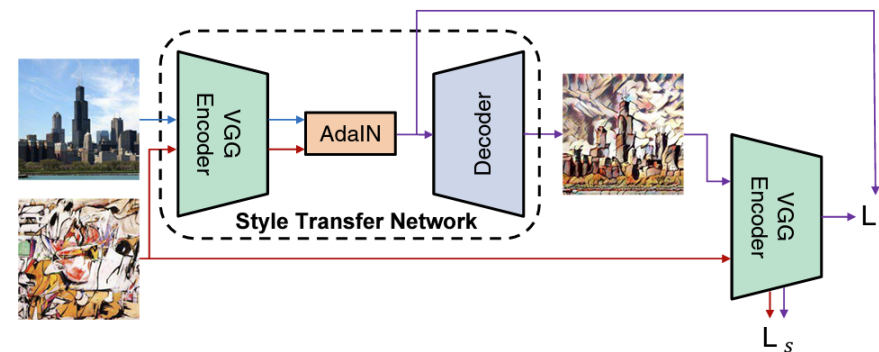 VGG
Encoder
AdaIN
Decoder
Style Transfer Network
VGG
Encoder
L
L s